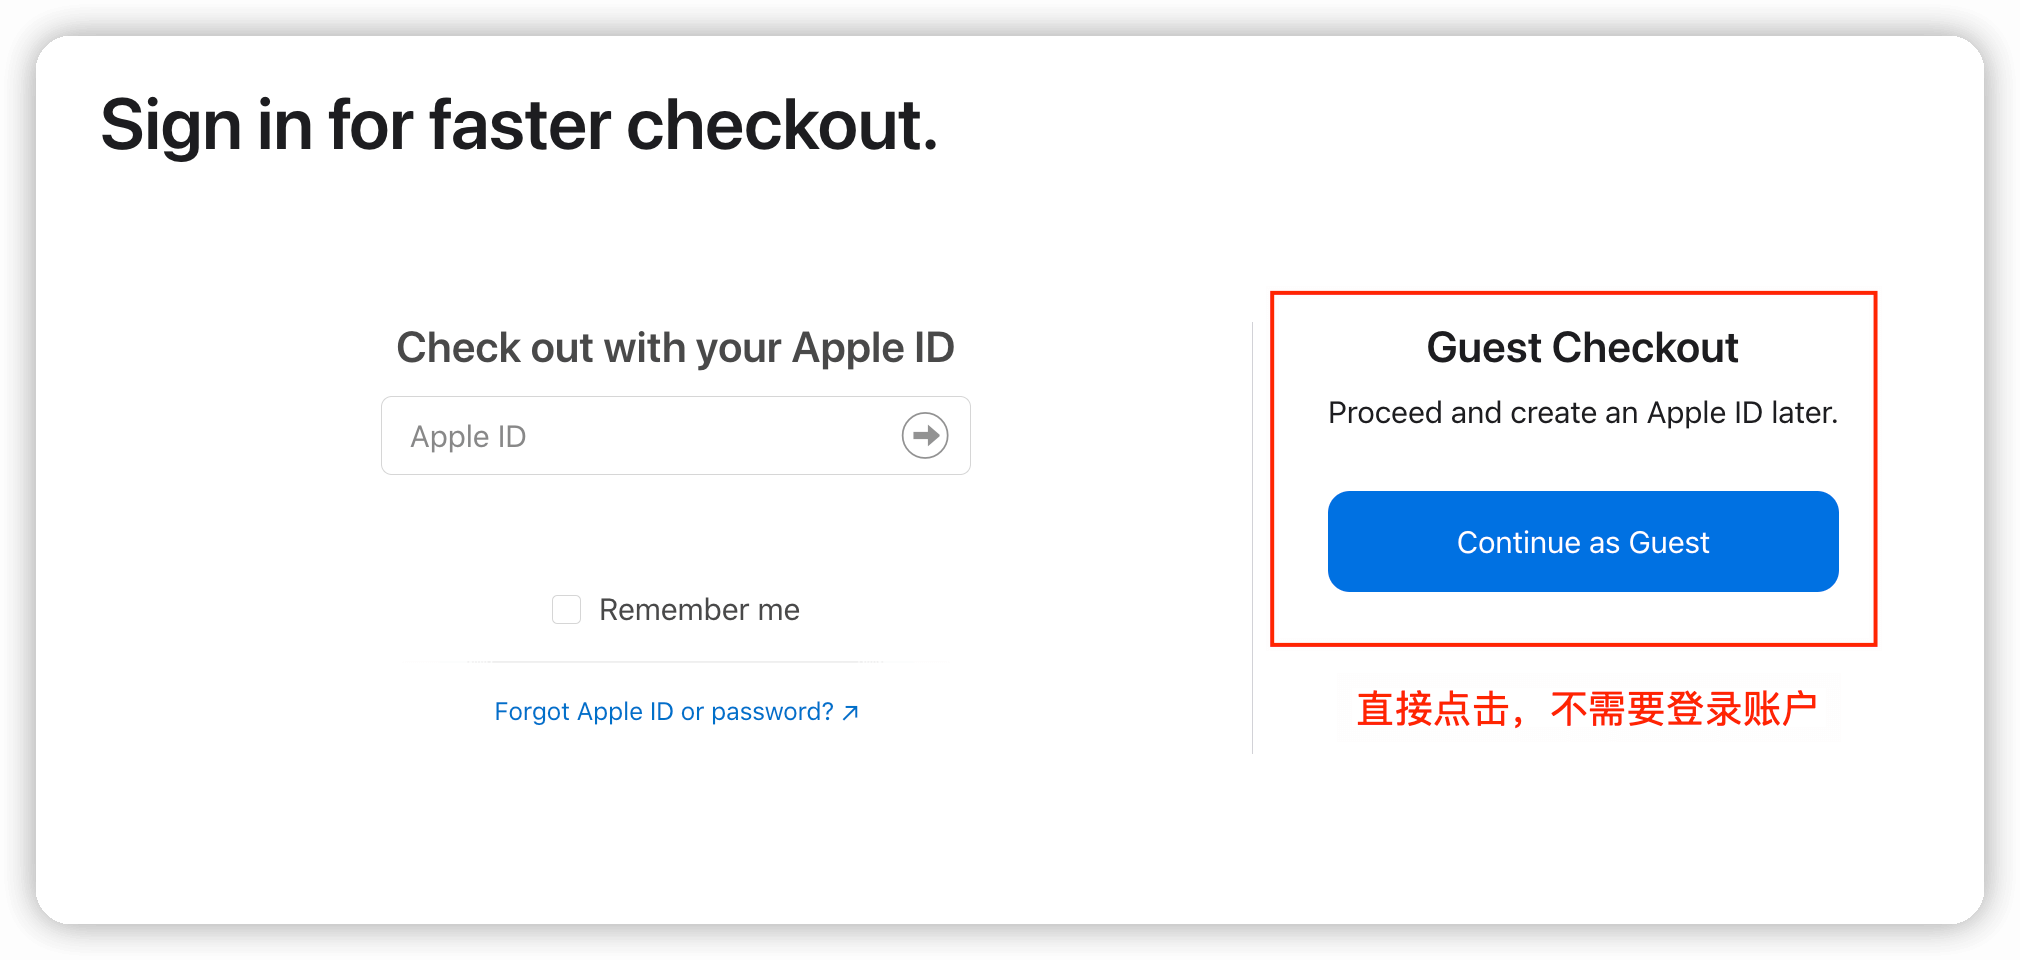 Sign in for faster checkout.
Check out with your Apple ID
Apple ID
Remember me
Forgot Apple ID or password? ↗
Guest Checkout
Proceed and create an Apple ID later.
Continue as Guest
直接点击，不需要登录账户